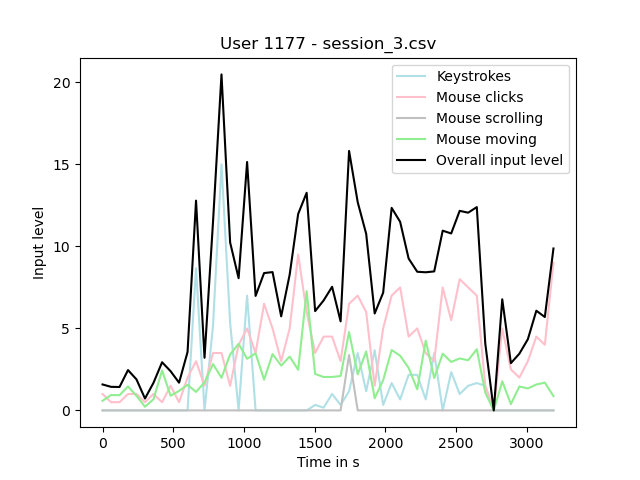 User 1177 - session_3.csv
Keystrokes
Mouse clicks
Mouse scrolling
Mouse moving
Overall input level
20
15
10
5
0
Input level
0 500 1000 1500 2000 2500 3000
Time in s